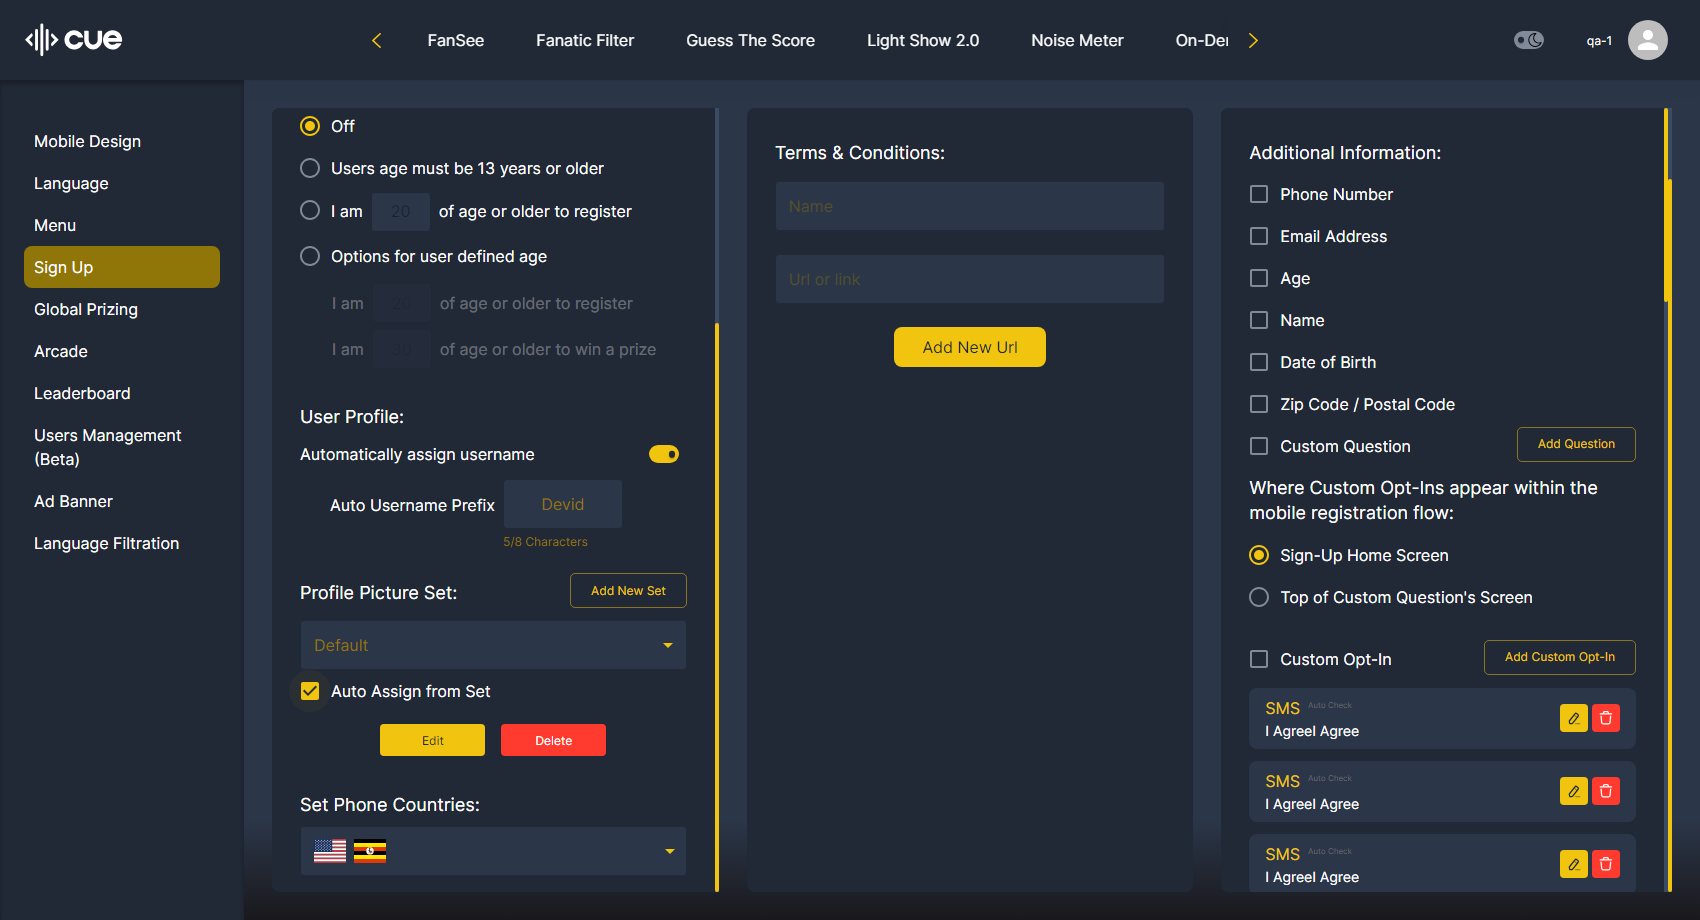 cue
FanSee
Fanatic Filter
Guess The Score
Light Show 2.0
Noise Meter
On-De
qa-1
Mobile Design
Language
Menu
Sign Up
Global Prizing
Arcade
Leaderboard
Users Management
(Beta)
Ad Banner
Language Filtration
Off
Users age must be 13 years or older
I am 20 of age or older to register
Options for user defined age
I am of age or older to register
I am of age or older to win a prize
User Profile:
Automatically assign username
Auto Username Prefix Devid
5/8 Characters
Profile Picture Set: Add New Set
Default
Auto Assign from Set
Edit Delete
Set Phone Countries:
Terms & Conditions:
Name
Url or link
Add New Url
Additional Information:
Phone Number
Email Address
Age
Name
Date of Birth
Zip Code / Postal Code
Custom Question Add Question
Where Custom Opt-Ins appear within the
mobile registration flow:
Sign-Up Home Screen
Top of Custom Question's Screen
Custom Opt-In Add Custom Opt-In
SMS Auto Check
I AgreeI Agree
SMS Auto Check
I AgreeI Agree
SMS Auto Check
I AgreeI Agree